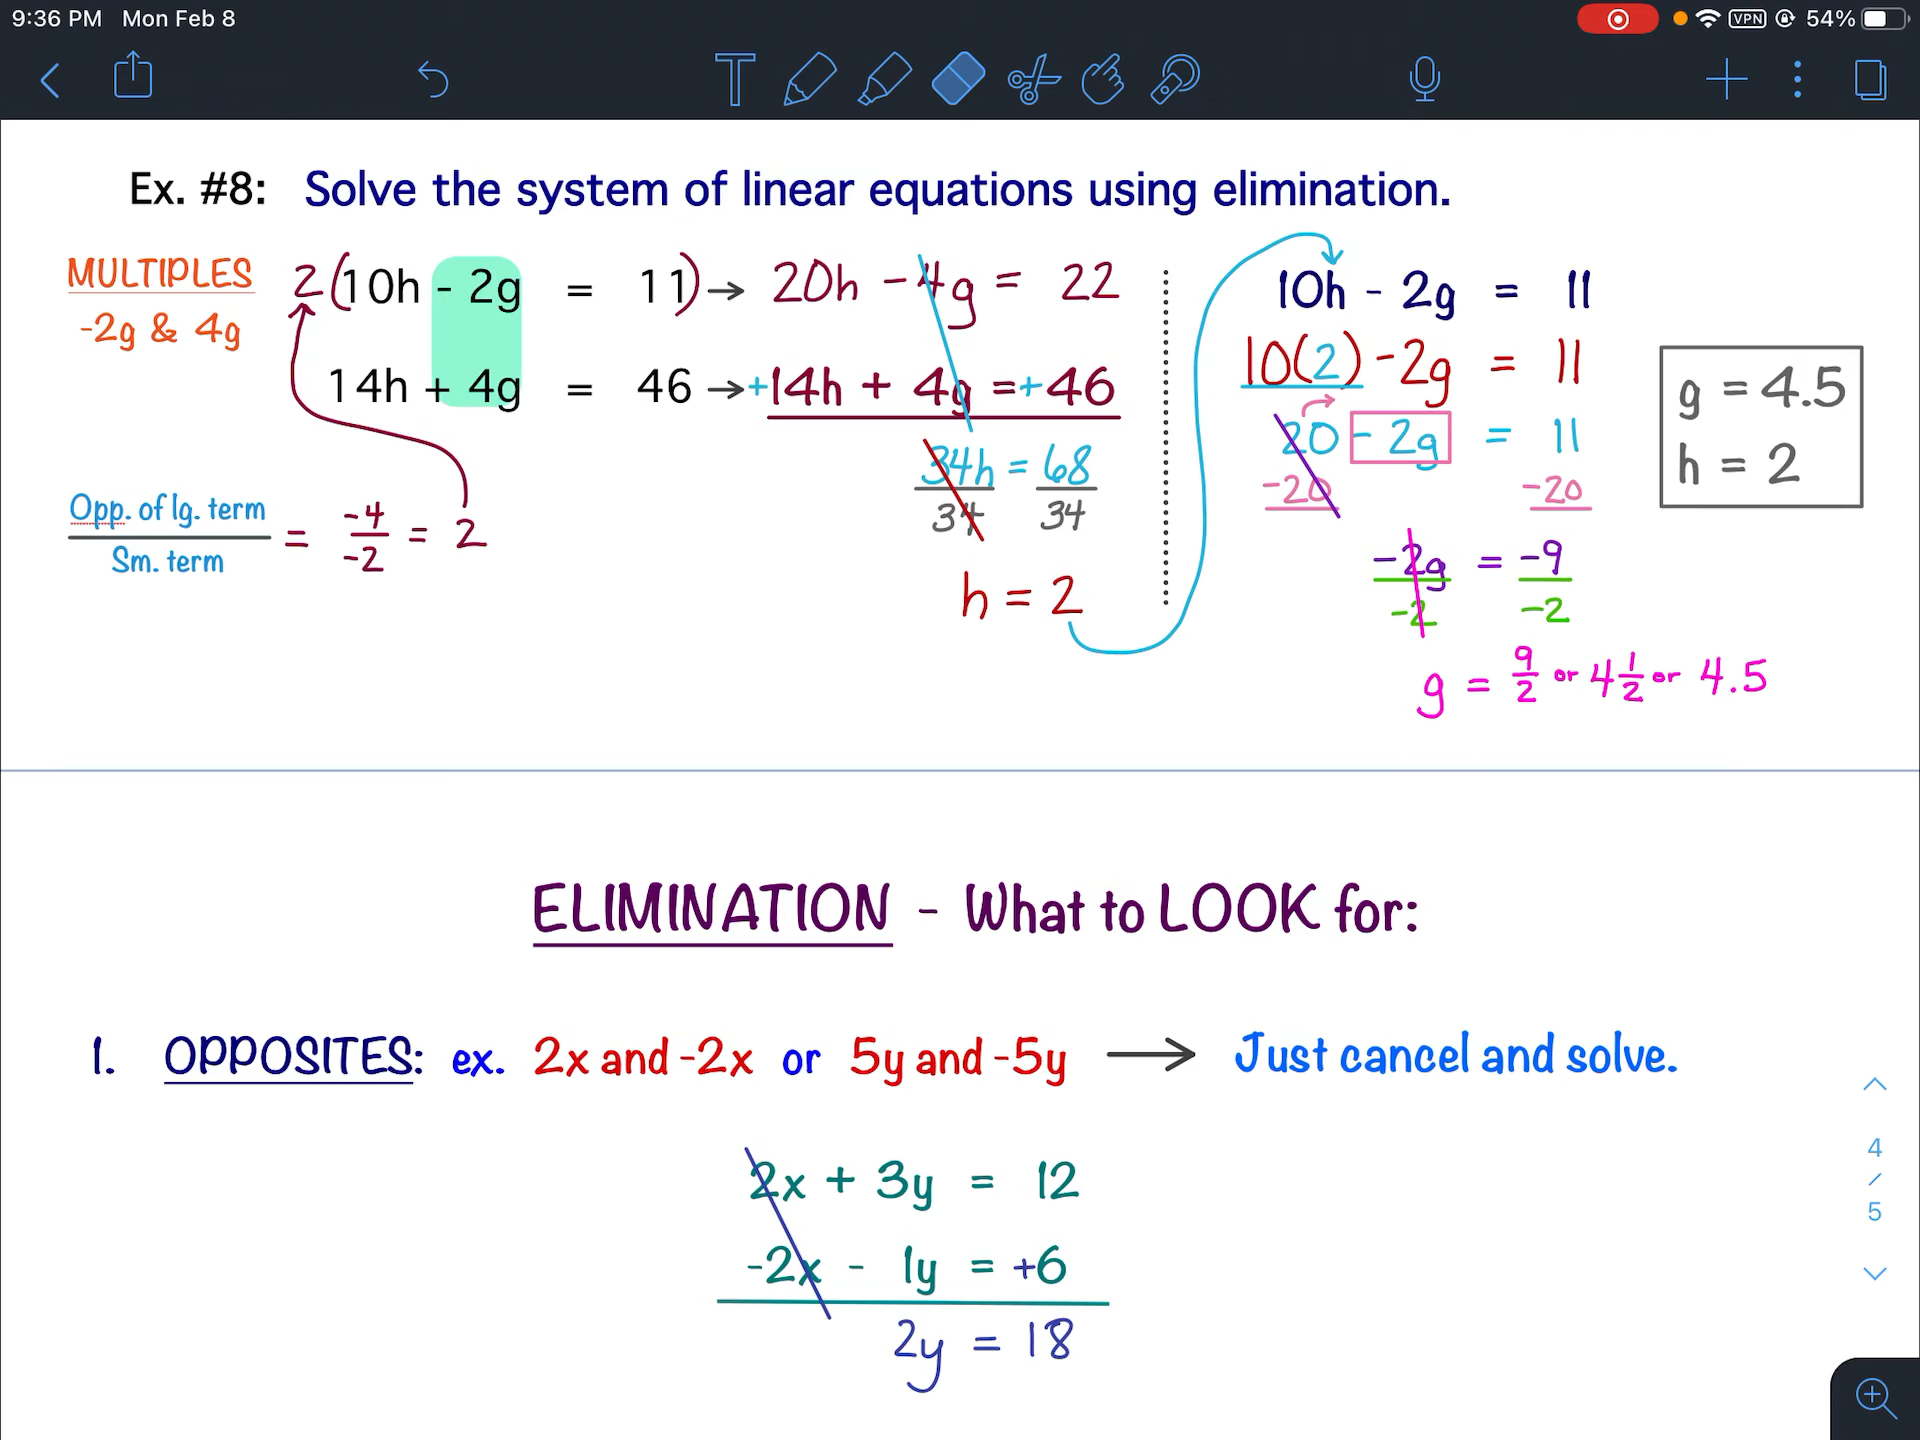 9:36 PM Mon Feb 8 VPN 54%
T
Ex. #8: Solve the system of linear equations using elimination.
MULTIPLES
-2g & 4g
2(10h - 2g = 11) → 20h - 4g = 22
14h + 4g = 46 → +14h + 4g = +46
34h = 68
34 34
h = 2
Opp. of lg. term = -4 = 2
Sm. term -2
10h - 2g = 11
10(2) - 2g = 11
20 - 2g = 11
-20 -20
-2g = -9
-2 -2
g = 9/2 or 4 1/2 or 4.5
g = 4.5
h = 2
ELIMINATION - What to LOOK for:
1. OPPOSITES: ex. 2x and -2x or 5y and -5y → Just cancel and solve.
2x + 3y = 12
-2x - 1y = +6
2y = 18
4
/
5